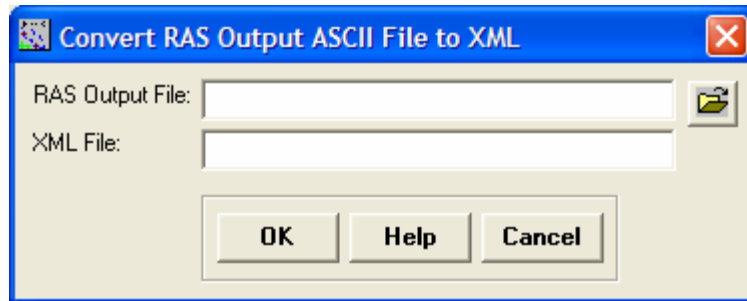 Convert RAS Output ASCII File to XML
RAS Output File:
XML File:
OK Help Cancel